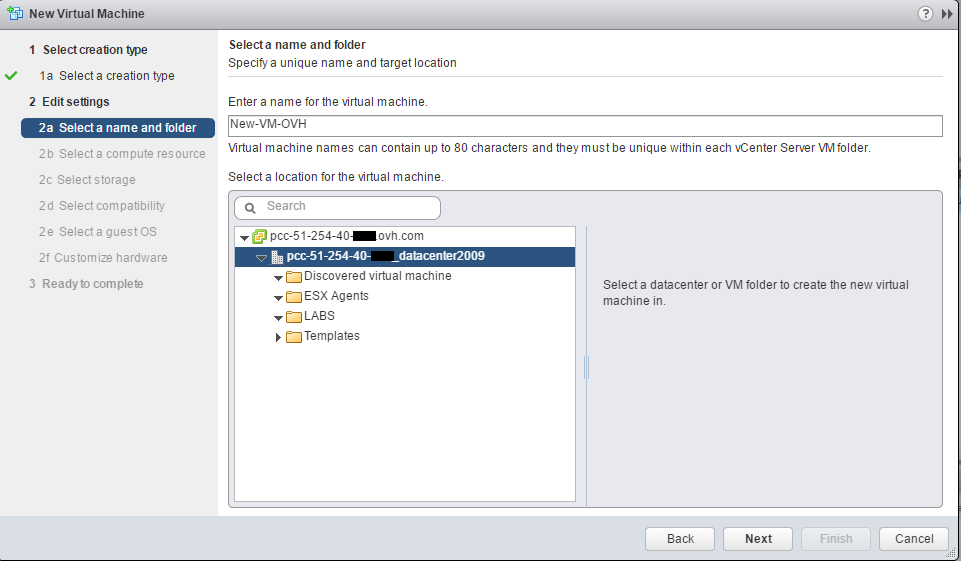 New Virtual Machine
1 Select creation type
1a Select a creation type
2 Edit settings
2a Select a name and folder
2b Select a compute resource
2c Select storage
2d Select compatibility
2e Select a guest OS
2f Customize hardware
3 Ready to complete
Select a name and folder
Specify a unique name and target location
Enter a name for the virtual machine.
New-VM-OVH
Virtual machine names can contain up to 80 characters and they must be unique within each vCenter Server VM folder.
Select a location for the virtual machine.
Search
pcc-51-254-40- .ovh.com
pcc-51-254-40- _datacenter2009
Discovered virtual machine
ESX Agents
LABS
Templates
Select a datacenter or VM folder to create the new virtual
machine in.
Back Next Finish Cancel